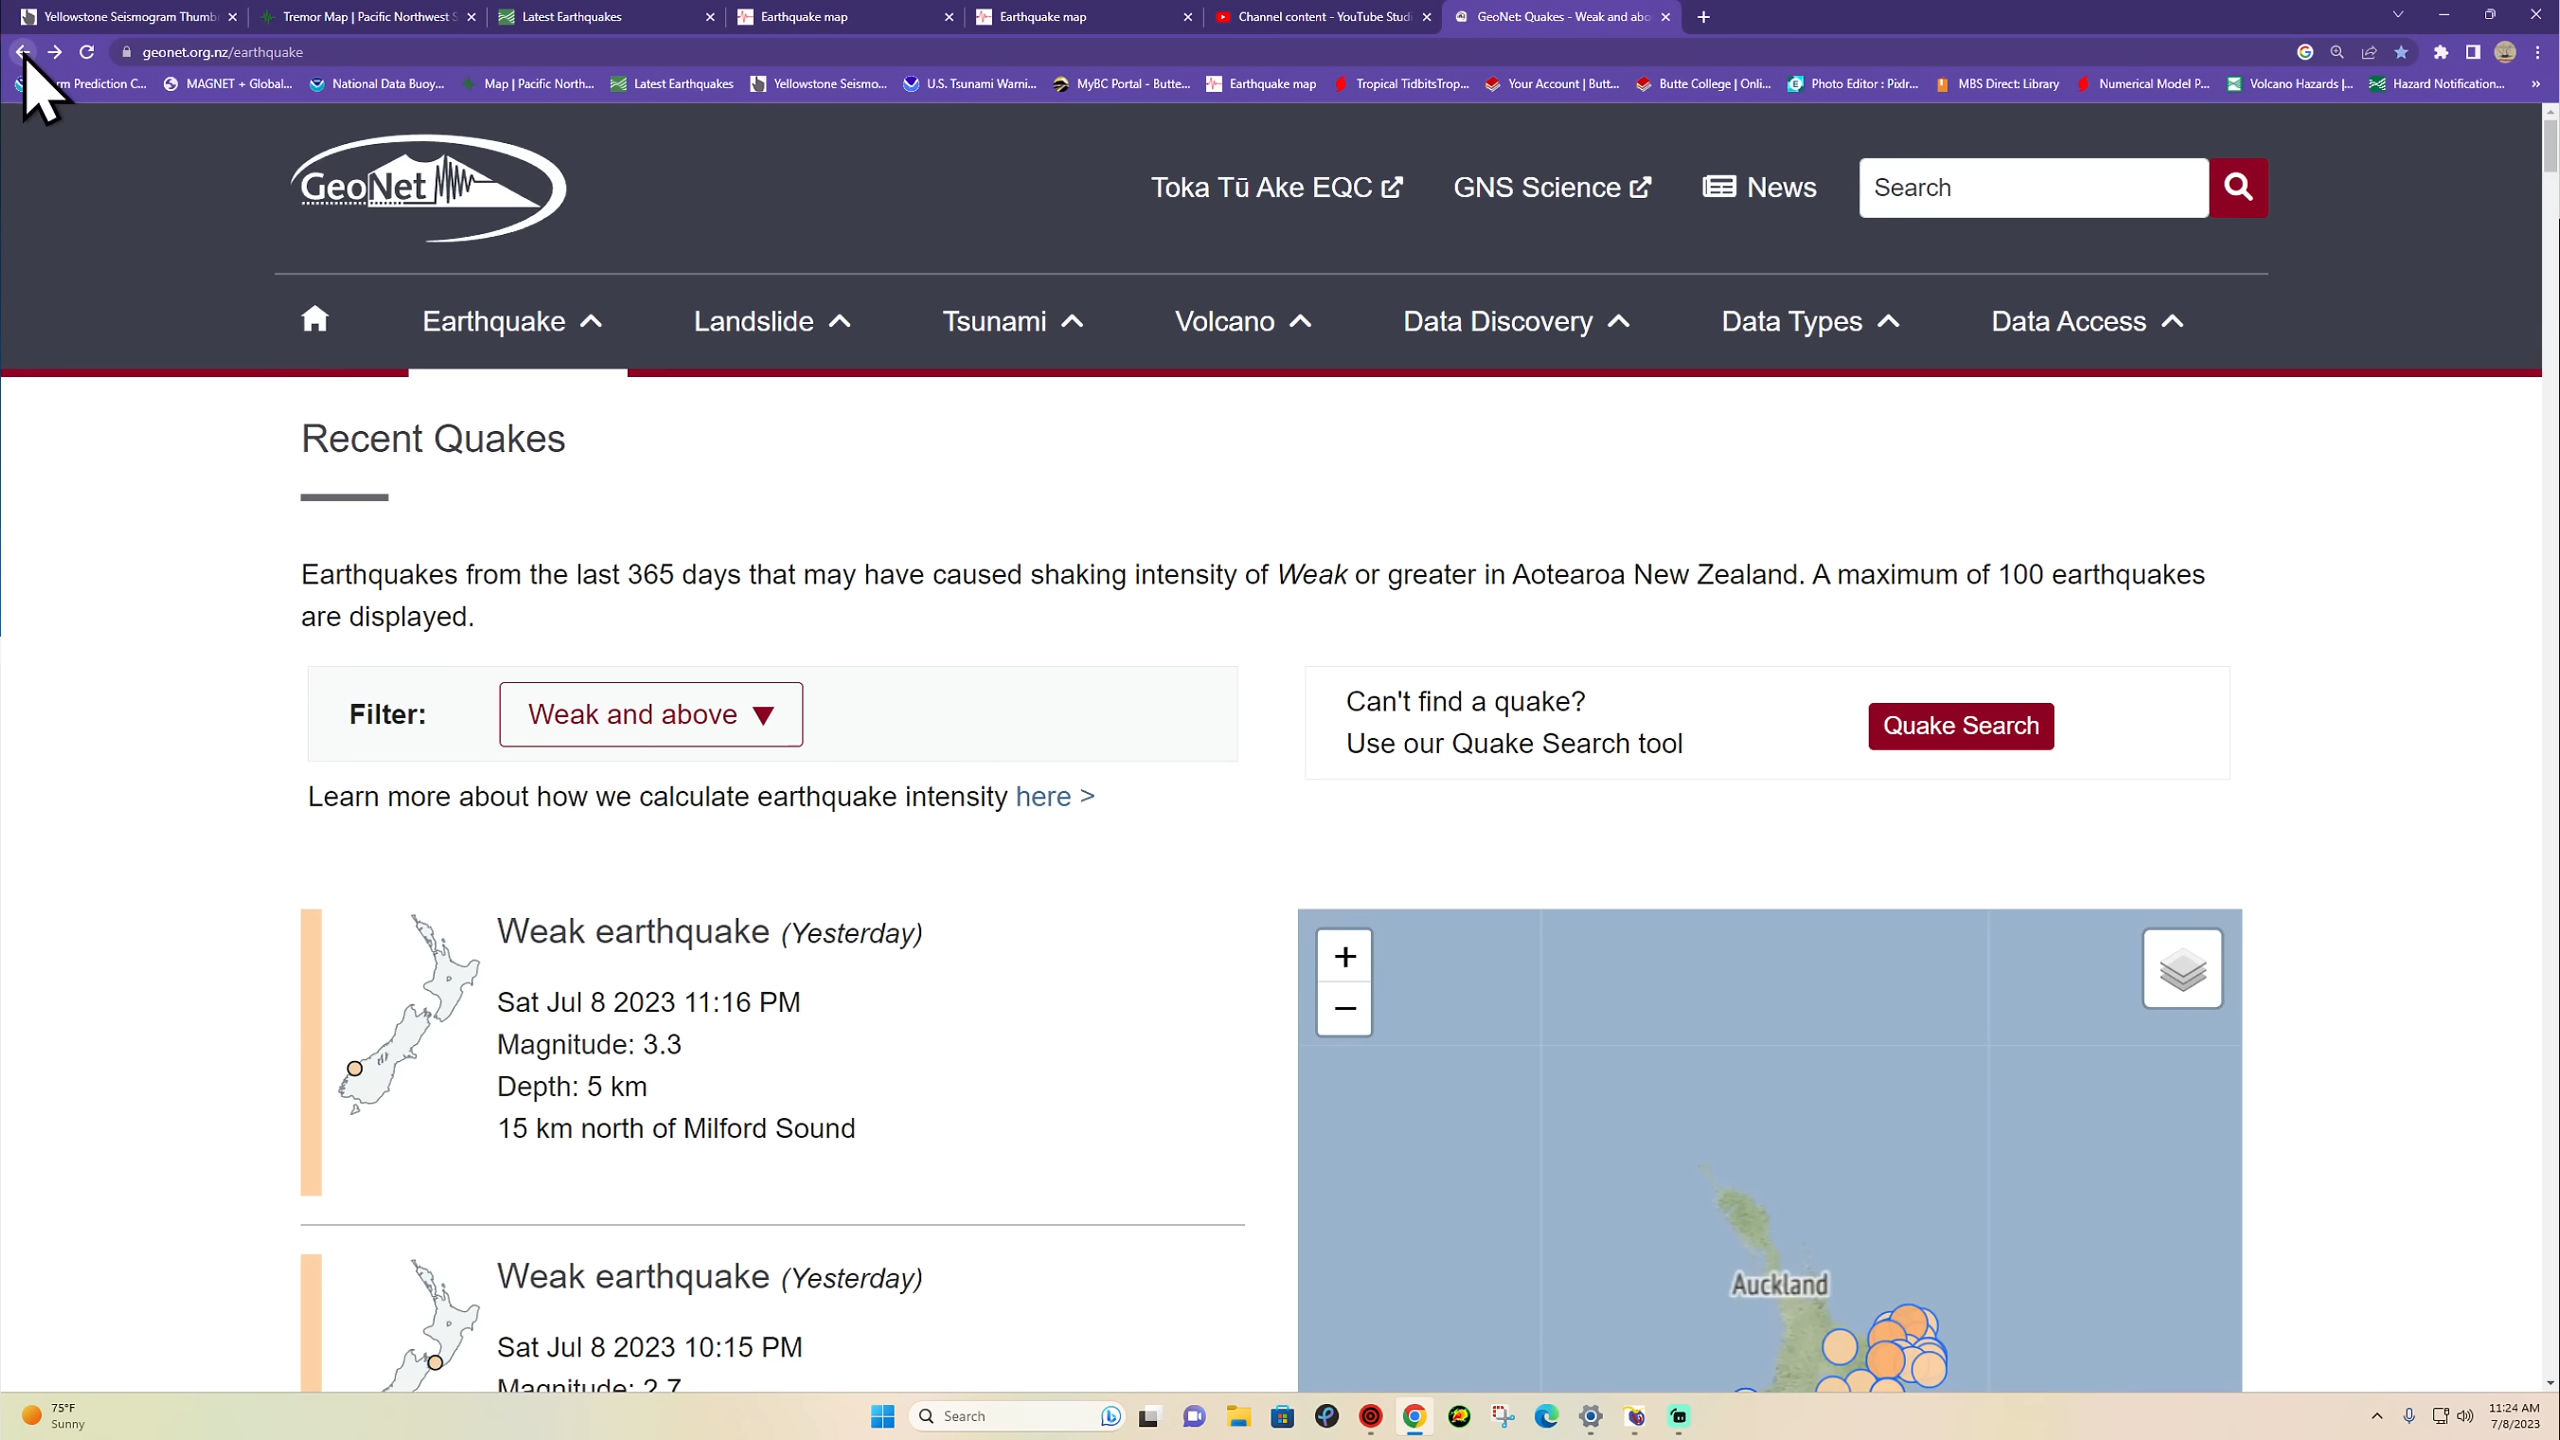 Yellowstone Seismogram Thumb
Tremor Map | Pacific Northwest S
Latest Earthquakes
Earthquake map
Earthquake map
Channel content - YouTube Studi
GeoNet: Quakes - Weak and abo
geonet.org.nz/earthquake
rm Prediction C...
MAGNET + Global...
National Data Buoy...
Map | Pacific North...
Latest Earthquakes
Yellowstone Seismo...
U.S. Tsunami Warni...
MyBC Portal - Butte...
Earthquake map
Tropical TidbitsTrop...
Your Account | Butt...
Butte College | Onli...
Photo Editor : Pixlr...
MBS Direct: Library
Numerical Model P...
Volcano Hazards |...
Hazard Notification...
»
GeoNet
Toka Tū Ake EQC
GNS Science
News
Search
Earthquake
Landslide
Tsunami
Volcano
Data Discovery
Data Types
Data Access
Recent Quakes
Earthquakes from the last 365 days that may have caused shaking intensity of Weak or greater in Aotearoa New Zealand. A maximum of 100 earthquakes
are displayed.
Filter:
Weak and above
Can't find a quake?
Use our Quake Search tool
Quake Search
Learn more about how we calculate earthquake intensity here >
Weak earthquake (Yesterday)
Sat Jul 8 2023 11:16 PM
Magnitude: 3.3
Depth: 5 km
15 km north of Milford Sound
Weak earthquake (Yesterday)
Sat Jul 8 2023 10:15 PM
Magnitude: 2.7
+
−
Auckland
75°F
Sunny
Search
11:24 AM
7/8/2023